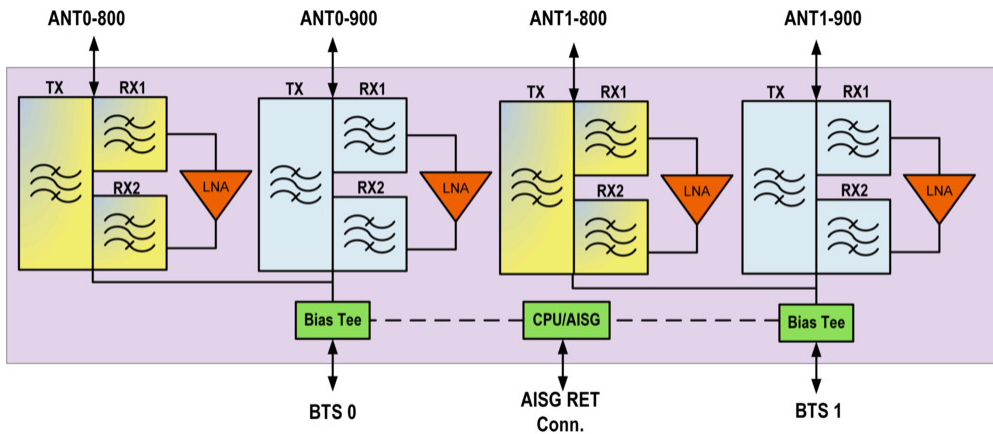 ANT0-800
ANT0-900
ANT1-800
ANT1-900
TX
RX1
TX
RX1
TX
RX1
TX
RX1
RX2
LNA
RX2
LNA
RX2
LNA
RX2
LNA
Bias Tee
CPU/AISG
Bias Tee
BTS 0
AISG RET
Conn.
BTS 1